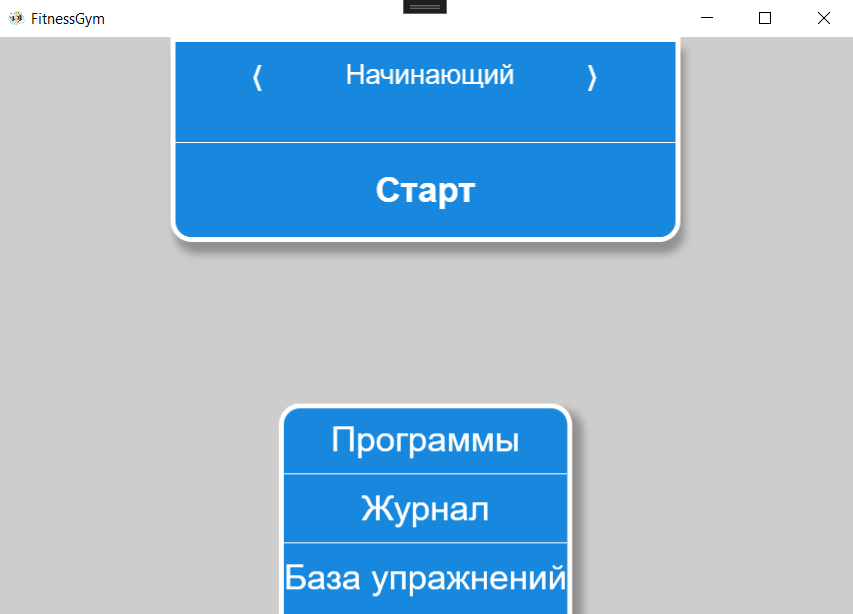 FitnessGym
⟨ Начинающий ⟩
Старт
Программы
Журнал
База упражнений